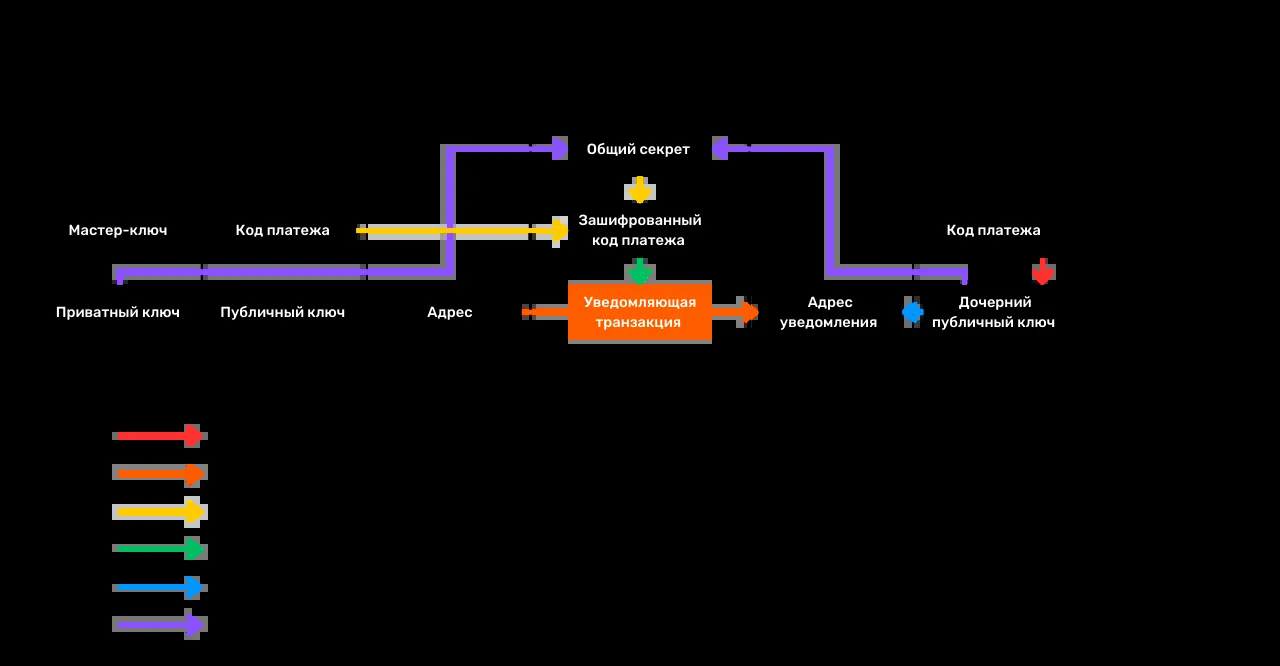 Общий секрет
Зашифрованный
код платежа
Мастер-ключ
Код платежа
Код платежа
Приватный ключ
Публичный ключ
Адрес
Уведомляющая
транзакция
Адрес
уведомления
Дочерний
публичный ключ